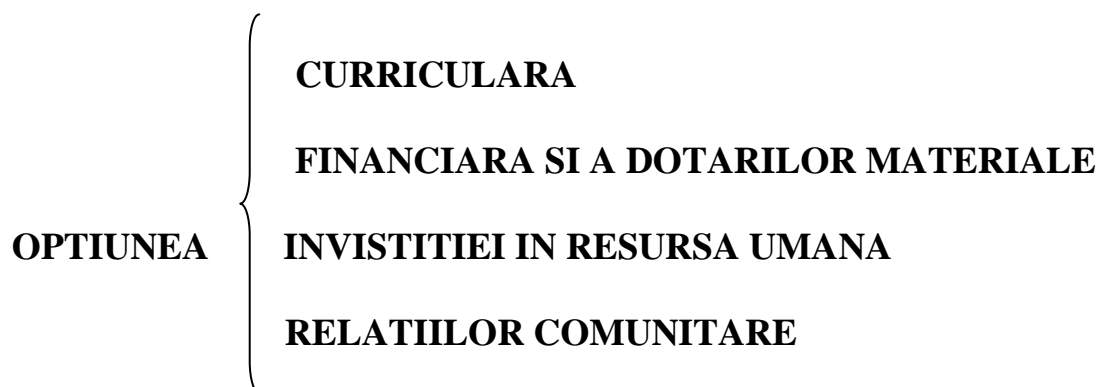 CURRICULARA
FINANCIARA SI A DOTARILOR MATERIALE
OPTIUNEA INVISTITIEI IN RESURSA UMANA
RELATIILOR COMUNITARE